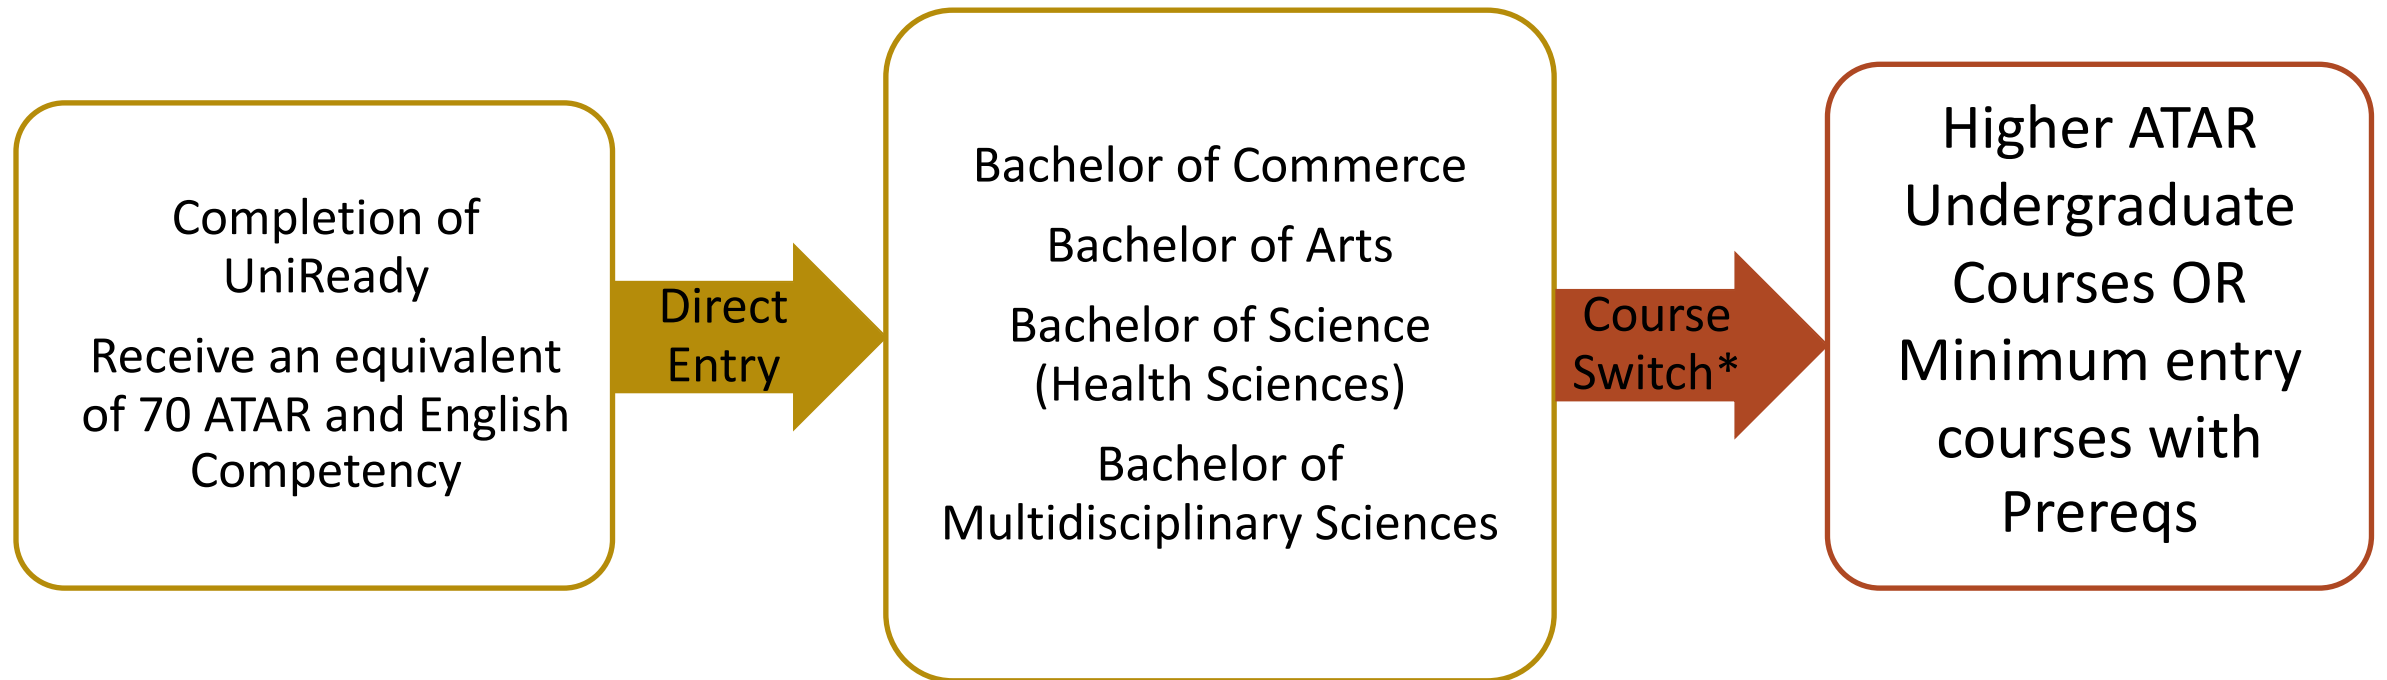 Completion of
UniReady
Receive an equivalent
of 70 ATAR and English
Competency
Direct
Entry
Bachelor of Commerce
Bachelor of Arts
Bachelor of Science
(Health Sciences)
Bachelor of
Multidisciplinary Sciences
Course
Switch*
Higher ATAR
Undergraduate
Courses OR
Minimum entry
courses with
Prereqs